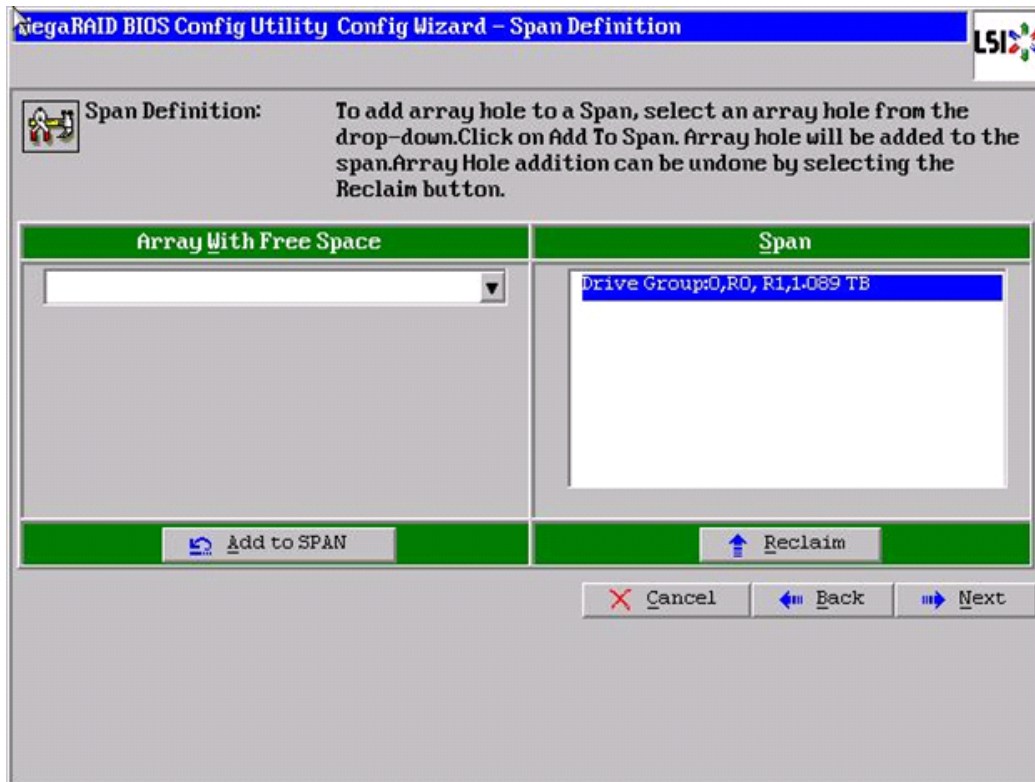 MegaRAID BIOS Config Utility Config Wizard – Span Definition
LSI
Span Definition:
To add array hole to a Span, select an array hole from the
drop-down.Click on Add To Span. Array hole will be added to the
span.Array Hole addition can be undone by selecting the
Reclaim button.
Array With Free Space
Span
Drive Group:0,R0, R1,1.089 TB
Add to SPAN
Reclaim
Cancel
Back
Next